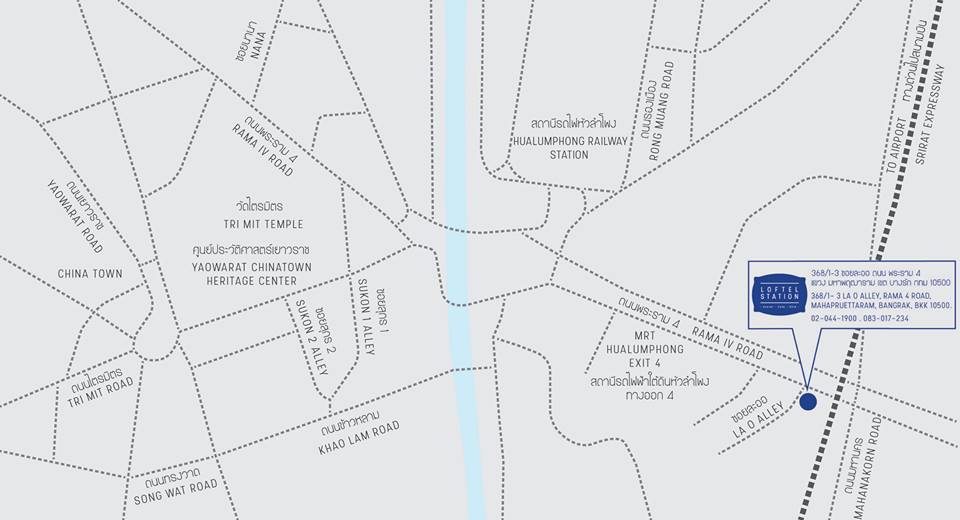 ซอยนานา
NANA
ถนนพระราม 4
RAMA IV ROAD
ถนนเยาวราช
YAOWARAT ROAD
CHINA TOWN
วัดไตรมิตร
TRI MIT TEMPLE
ศูนย์ประวัติศาสตร์เยาวราช
YAOWARAT CHINATOWN
HERITAGE CENTER
ซอยสุกร 1
SUKON 1 ALLEY
ซอยสุกร 2
SUKON 2 ALLEY
ถนนไตรมิตร
TRI MIT ROAD
ถนนข้าวหลาม
KHAO LAM ROAD
ถนนทรงวาด
SONG WAT ROAD
สถานีรถไฟหัวลำโพง
HUALUMPHONG RAILWAY
STATION
ถนนรองเมือง
RONG MUANG ROAD
ทางด่วนไปสนามบิน
TO AIRPORT
SRIRAT EXPRESSWAY
ถนนพระราม 4
RAMA IV ROAD
MRT
HUALUMPHONG
EXIT 4
สถานีรถไฟฟ้าใต้ดินหัวลำโพง
ทางออก 4
ซอยละออ
LA O ALLEY
LOFTEL
STATION
368/1-3 ซอยละออ ถนน พระราม 4
แขวง มหาพฤฒาราม เขต บางรัก กทม 10500
368/1- 3 LA O ALLEY, RAMA 4 ROAD,
MAHAPRUETTARAM, BANGRAK, BKK 10500.
02-044-1900 . 083-017-234
ถนนมหานคร
MAHANAKORN ROAD